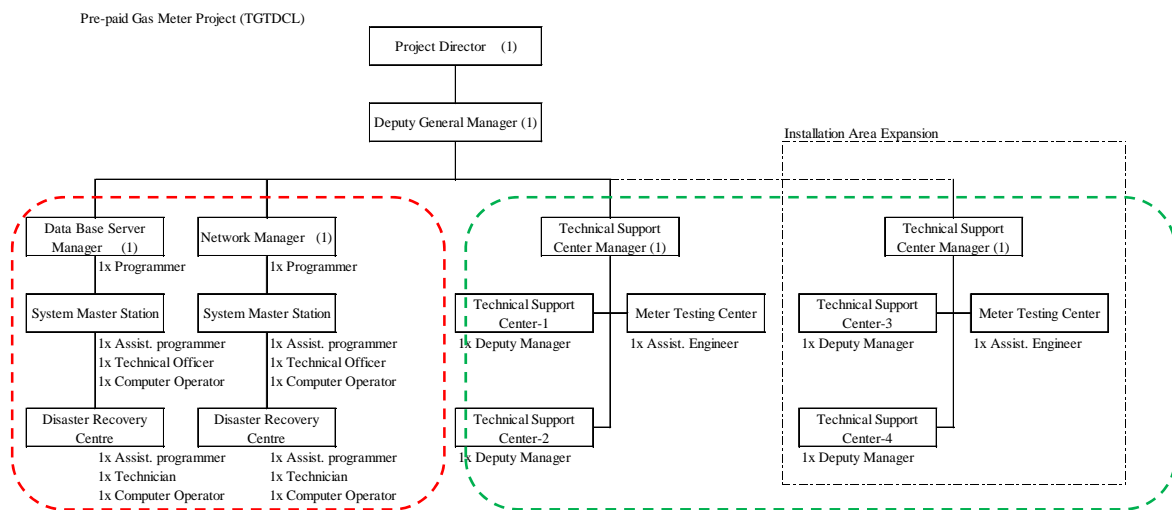 Pre-paid Gas Meter Project (TGTDCL)
Project Director (1)
Deputy General Manager (1)
Installation Area Expansion
Data Base Server
Manager (1)
1x Programmer
Network Manager (1)
1x Programmer
Technical Support
Center Manager (1)
Technical Support
Center Manager (1)
System Master Station
1x Assist. programmer
1x Technical Officer
1x Computer Operator
System Master Station
1x Assist. programmer
1x Technical Officer
1x Computer Operator
Technical Support
Center-1
1x Deputy Manager
Meter Testing Center
1x Assist. Engineer
Technical Support
Center-3
1x Deputy Manager
Meter Testing Center
1x Assist. Engineer
Disaster Recovery
Centre
1x Assist. programmer
1x Technician
1x Computer Operator
Disaster Recovery
Centre
1x Assist. programmer
1x Technician
1x Computer Operator
Technical Support
Center-2
1x Deputy Manager
Technical Support
Center-4
1x Deputy Manager